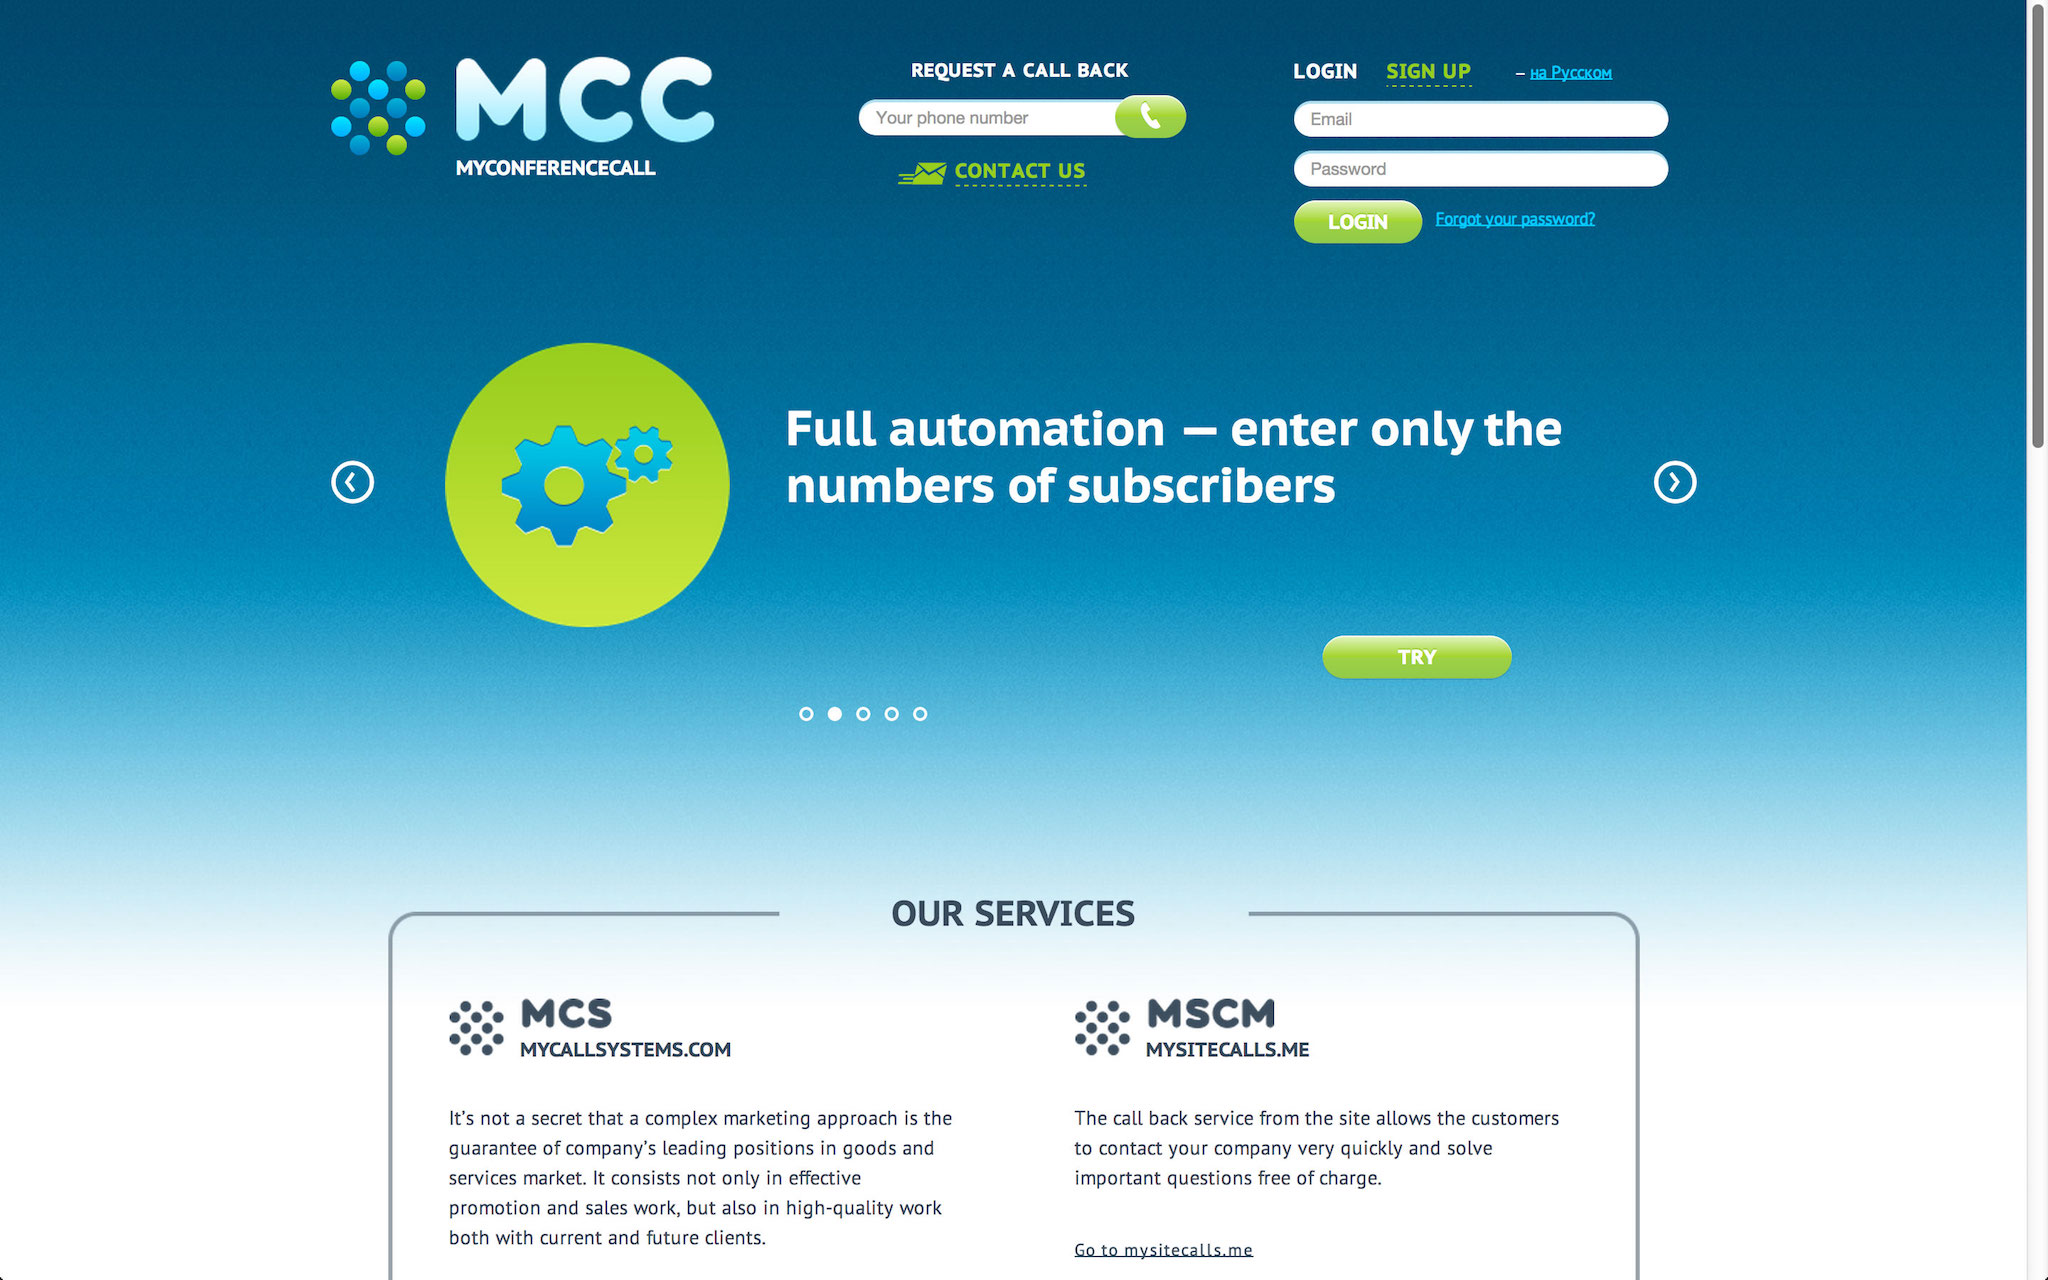 MCC
MYCONFERENCECALL
REQUEST A CALL BACK
Your phone number
CONTACT US
LOGIN SIGN UP – на Русском
Email
Password
LOGIN Forgot your password?
Full automation — enter only the
numbers of subscribers
TRY
OUR SERVICES
MCS
MYCALLSYSTEMS.COM
It’s not a secret that a complex marketing approach is the
guarantee of company’s leading positions in goods and
services market. It consists not only in effective
promotion and sales work, but also in high-quality work
both with current and future clients.
MSCM
MYSITECALLS.ME
The call back service from the site allows the customers
to contact your company very quickly and solve
important questions free of charge.
Go to mysitecalls.me